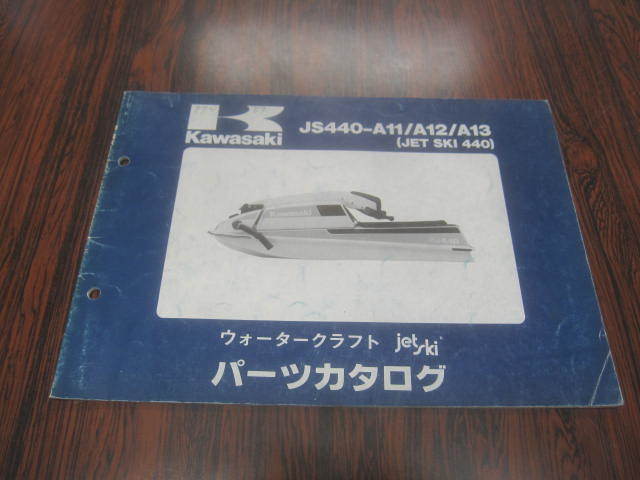 Kawasaki
JS440-A11/A12/A13
(JET SKI 440)
Kawasaki
ウォータークラフト jet ski
パーツカタログ